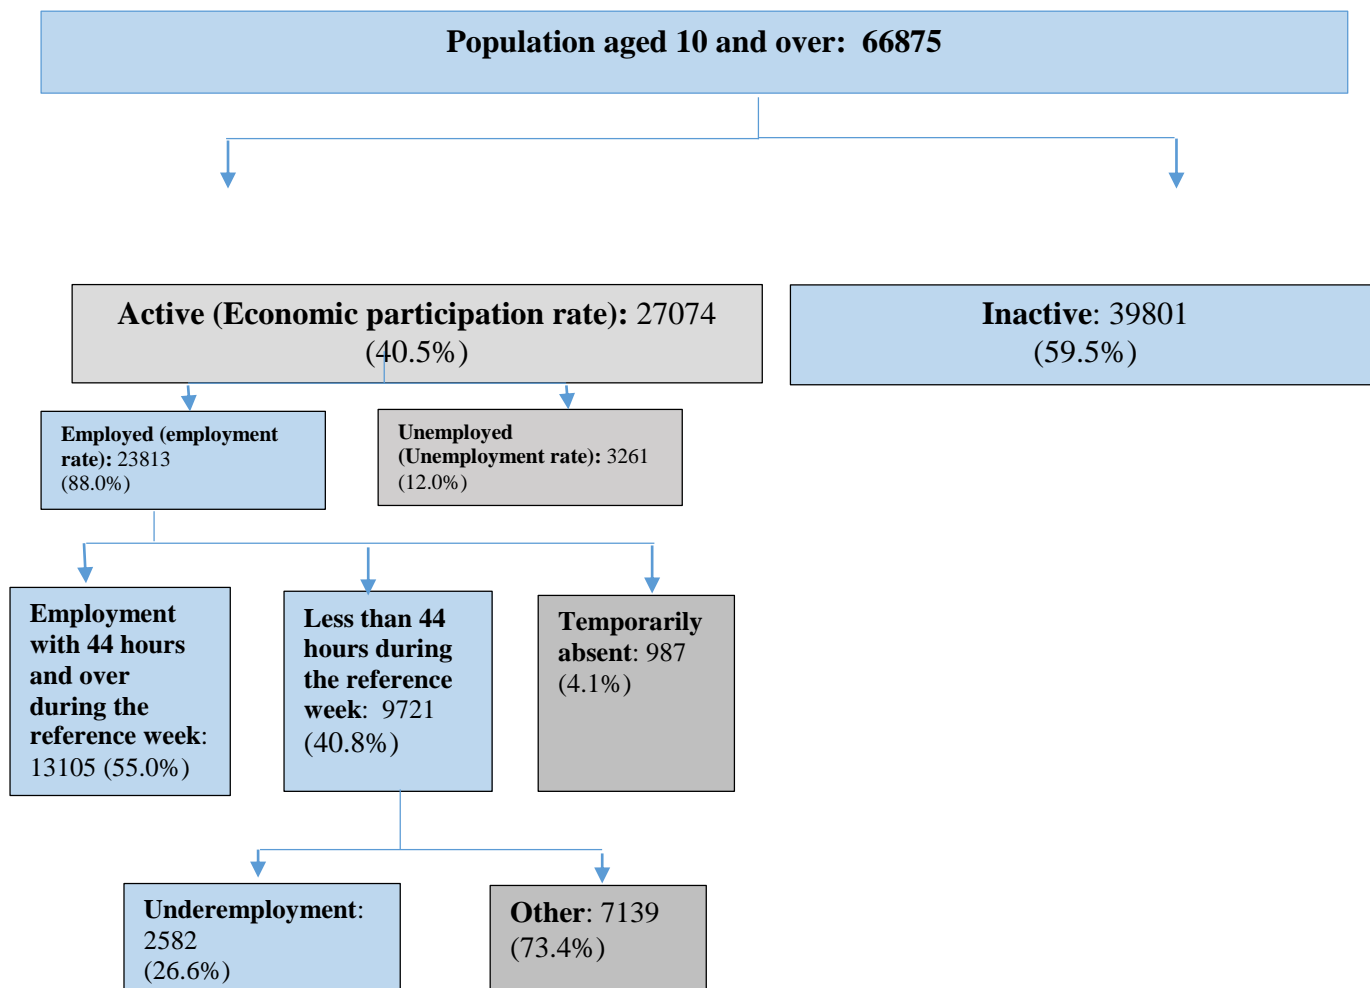 Population aged 10 and over:  66875
Active (Economic participation rate): 27074
(40.5%)
Inactive: 39801
(59.5%)
Employed (employment
rate): 23813
(88.0%)
Unemployed
(Unemployment rate): 3261
(12.0%)
Employment
with 44 hours
and over
during the
reference week:
13105 (55.0%)
Less than 44
hours during
the reference
week:  9721
(40.8%)
Temporarily
absent: 987
(4.1%)
Underemployment:
2582
(26.6%)
Other: 7139
(73.4%)